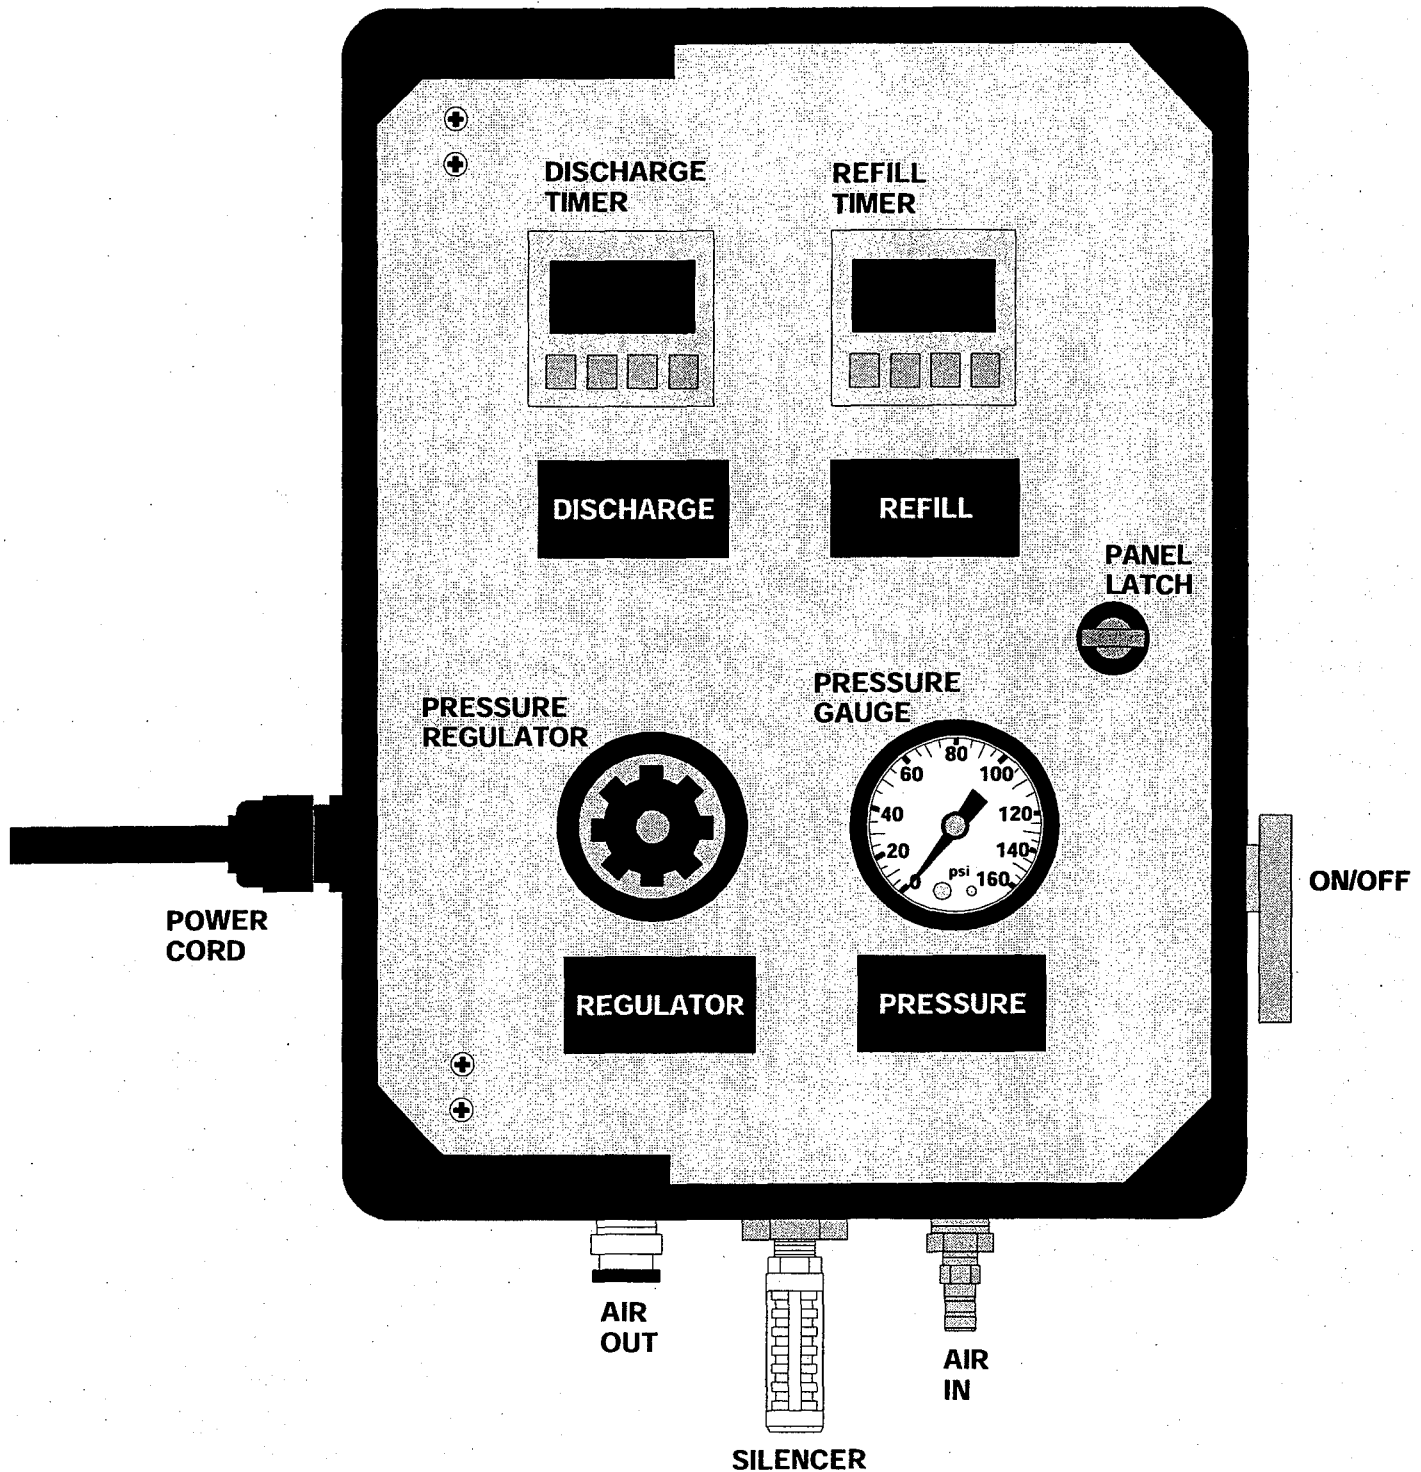 DISCHARGE
TIMER
REFILL
TIMER
DISCHARGE
REFILL
PANEL
LATCH
PRESSURE
REGULATOR
PRESSURE
GAUGE
0
20
40
60
80
100
120
140
160
psi
ON/OFF
POWER
CORD
REGULATOR
PRESSURE
AIR
OUT
SILENCER
AIR
IN